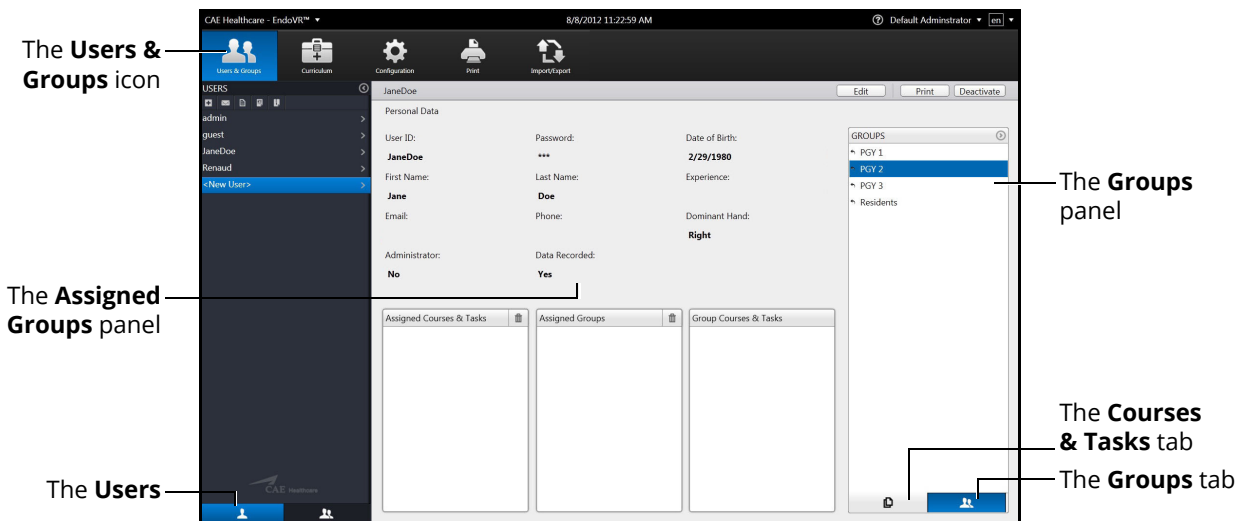 CAE Healthcare - EndoVR™
8/8/2012 11:22:59 AM
Default Adminstrator
en
The Users &
Groups icon
Users & Groups
Curriculum
Configuration
Print
Import/Export
USERS
admin
guest
JaneDoe
Renaud
<New User>
JaneDoe
Edit
Print
Deactivate
Personal Data
User ID:
Password:
Date of Birth:
JaneDoe
***
2/29/1980
First Name:
Last Name:
Experience:
Jane
Doe
Email:
Phone:
Dominant Hand:
Right
Administrator:
Data Recorded:
No
Yes
GROUPS
PGY 1
PGY 2
PGY 3
Residents
The Groups
panel
The Assigned
Groups panel
Assigned Courses & Tasks
Assigned Groups
Group Courses & Tasks
The Courses
& Tasks tab
The Groups tab
The Users
CAE Healthcare